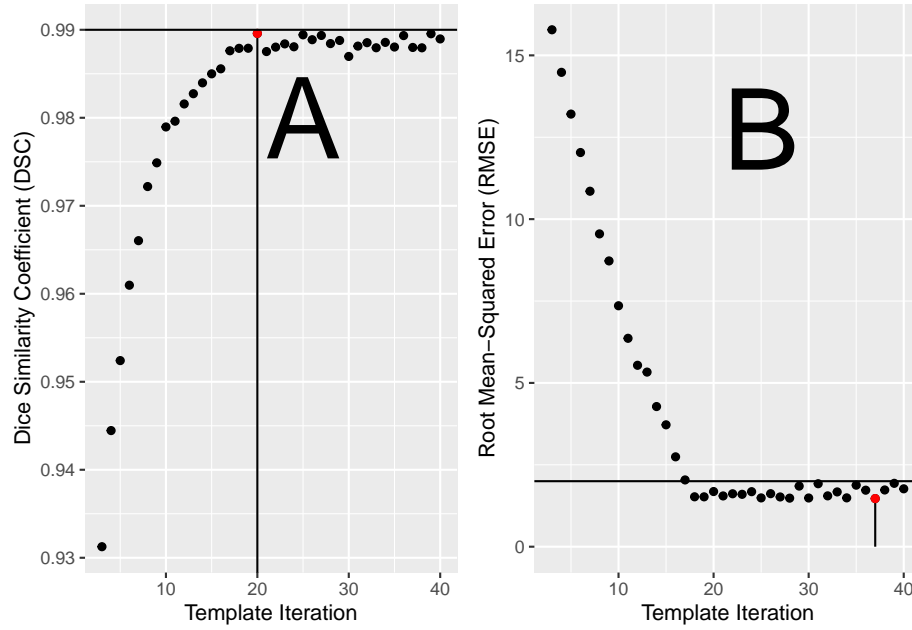 0.99
0.98
0.97
0.96
0.95
0.94
0.93
Dice Similarity Coefficient (DSC)
A
10 20 30 40
Template Iteration
15
10
5
0
Root Mean−Squared Error (RMSE)
B
10 20 30 40
Template Iteration